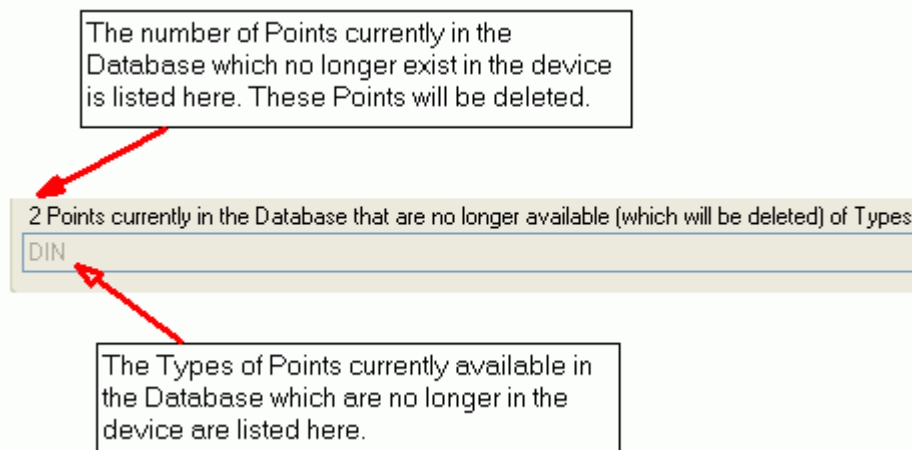 The number of Points currently in the
Database which no longer exist in the device
is listed here. These Points will be deleted.
2 Points currently in the Database that are no longer available (which will be deleted) of Types
DIN
The Types of Points currently available in
the Database which are no longer in the
device are listed here.